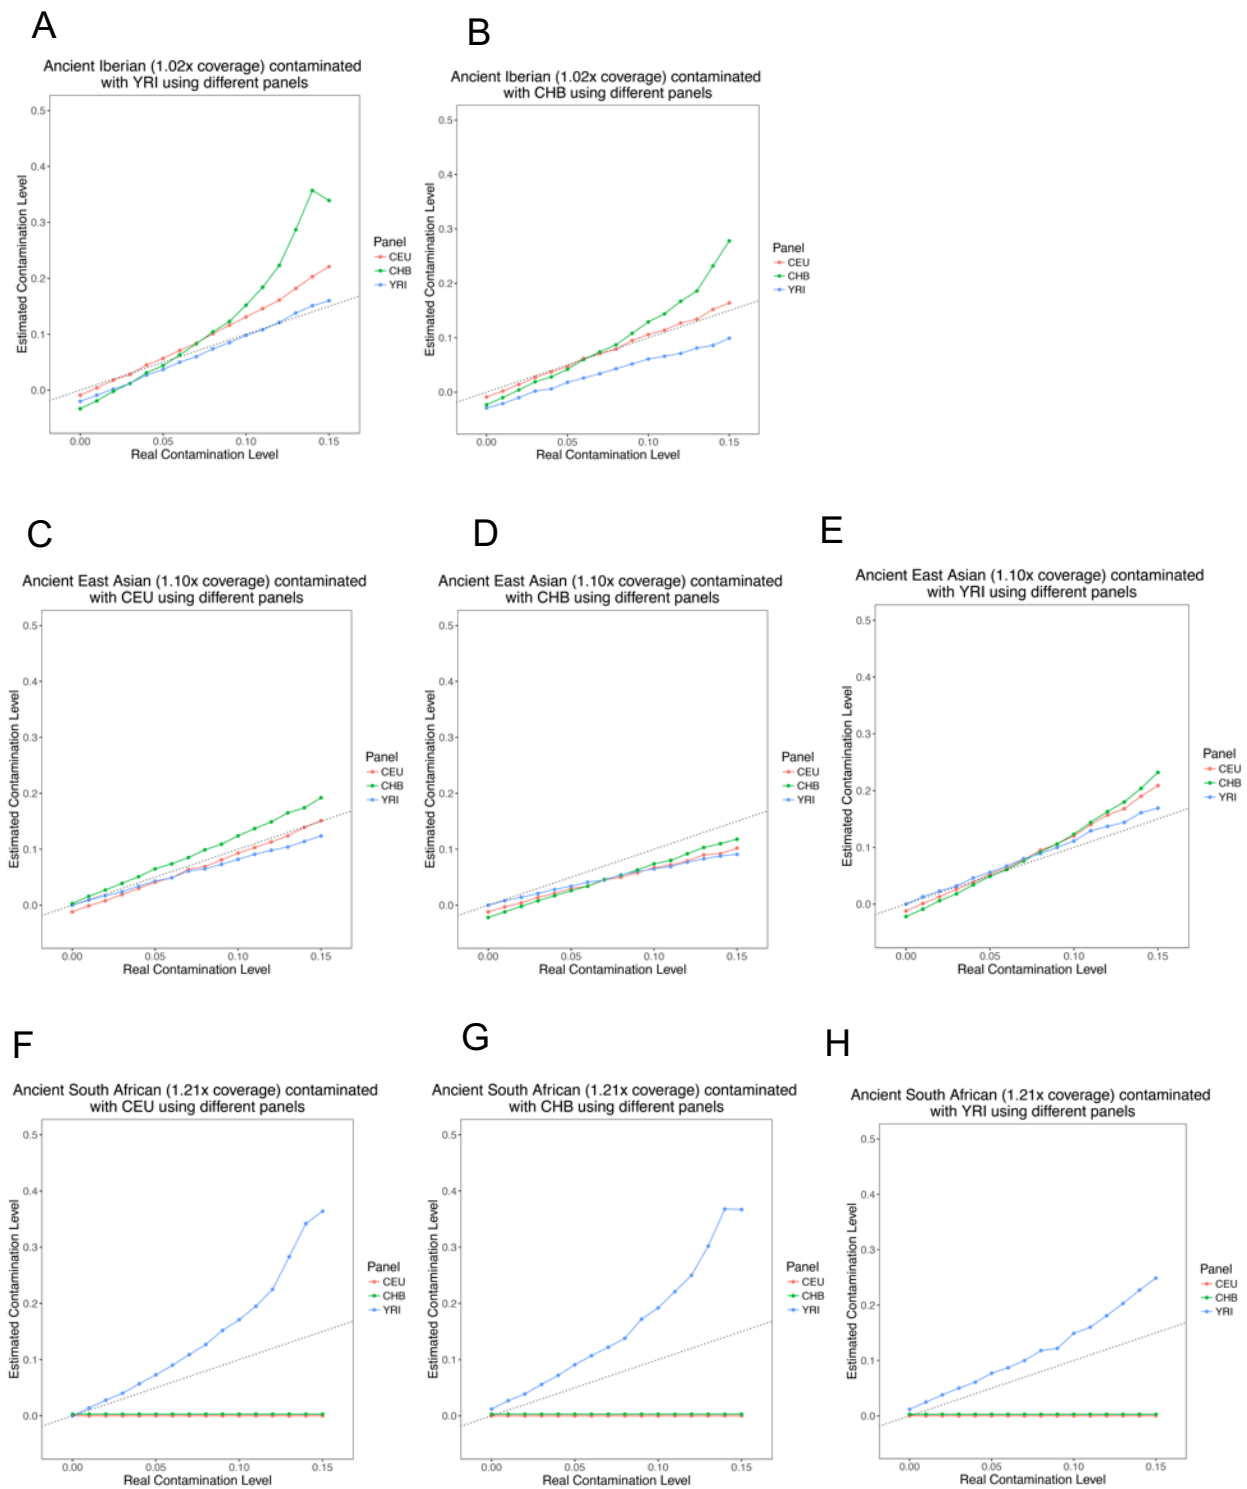 A
Ancient Iberian (1.02x coverage) contaminated
with YRI using different panels
0.5
0.4
0.3
0.2
0.1
0.0
Estimated Contamination Level
0.00 0.05 0.10 0.15
Real Contamination Level
Panel
CEU
CHB
YRI
B
Ancient Iberian (1.02x coverage) contaminated
with CHB using different panels
0.5
0.4
0.3
0.2
0.1
0.0
Estimated Contamination Level
0.00 0.05 0.10 0.15
Real Contamination Level
Panel
CEU
CHB
YRI
C
Ancient East Asian (1.10x coverage) contaminated
with CEU using different panels
0.5
0.4
0.3
0.2
0.1
0.0
Estimated Contamination Level
0.00 0.05 0.10 0.15
Real Contamination Level
Panel
CEU
CHB
YRI
D
Ancient East Asian (1.10x coverage) contaminated
with CHB using different panels
0.5
0.4
0.3
0.2
0.1
0.0
Estimated Contamination Level
0.00 0.05 0.10 0.15
Real Contamination Level
Panel
CEU
CHB
YRI
E
Ancient East Asian (1.10x coverage) contaminated
with YRI using different panels
0.5
0.4
0.3
0.2
0.1
0.0
Estimated Contamination Level
0.00 0.05 0.10 0.15
Real Contamination Level
Panel
CEU
CHB
YRI
F
Ancient South African (1.21x coverage) contaminated
with CEU using different panels
0.5
0.4
0.3
0.2
0.1
0.0
Estimated Contamination Level
0.00 0.05 0.10 0.15
Real Contamination Level
Panel
CEU
CHB
YRI
G
Ancient South African (1.21x coverage) contaminated
with CHB using different panels
0.5
0.4
0.3
0.2
0.1
0.0
Estimated Contamination Level
0.00 0.05 0.10 0.15
Real Contamination Level
Panel
CEU
CHB
YRI
H
Ancient South African (1.21x coverage) contaminated
with YRI using different panels
0.5
0.4
0.3
0.2
0.1
0.0
Estimated Contamination Level
0.00 0.05 0.10 0.15
Real Contamination Level
Panel
CEU
CHB
YRI